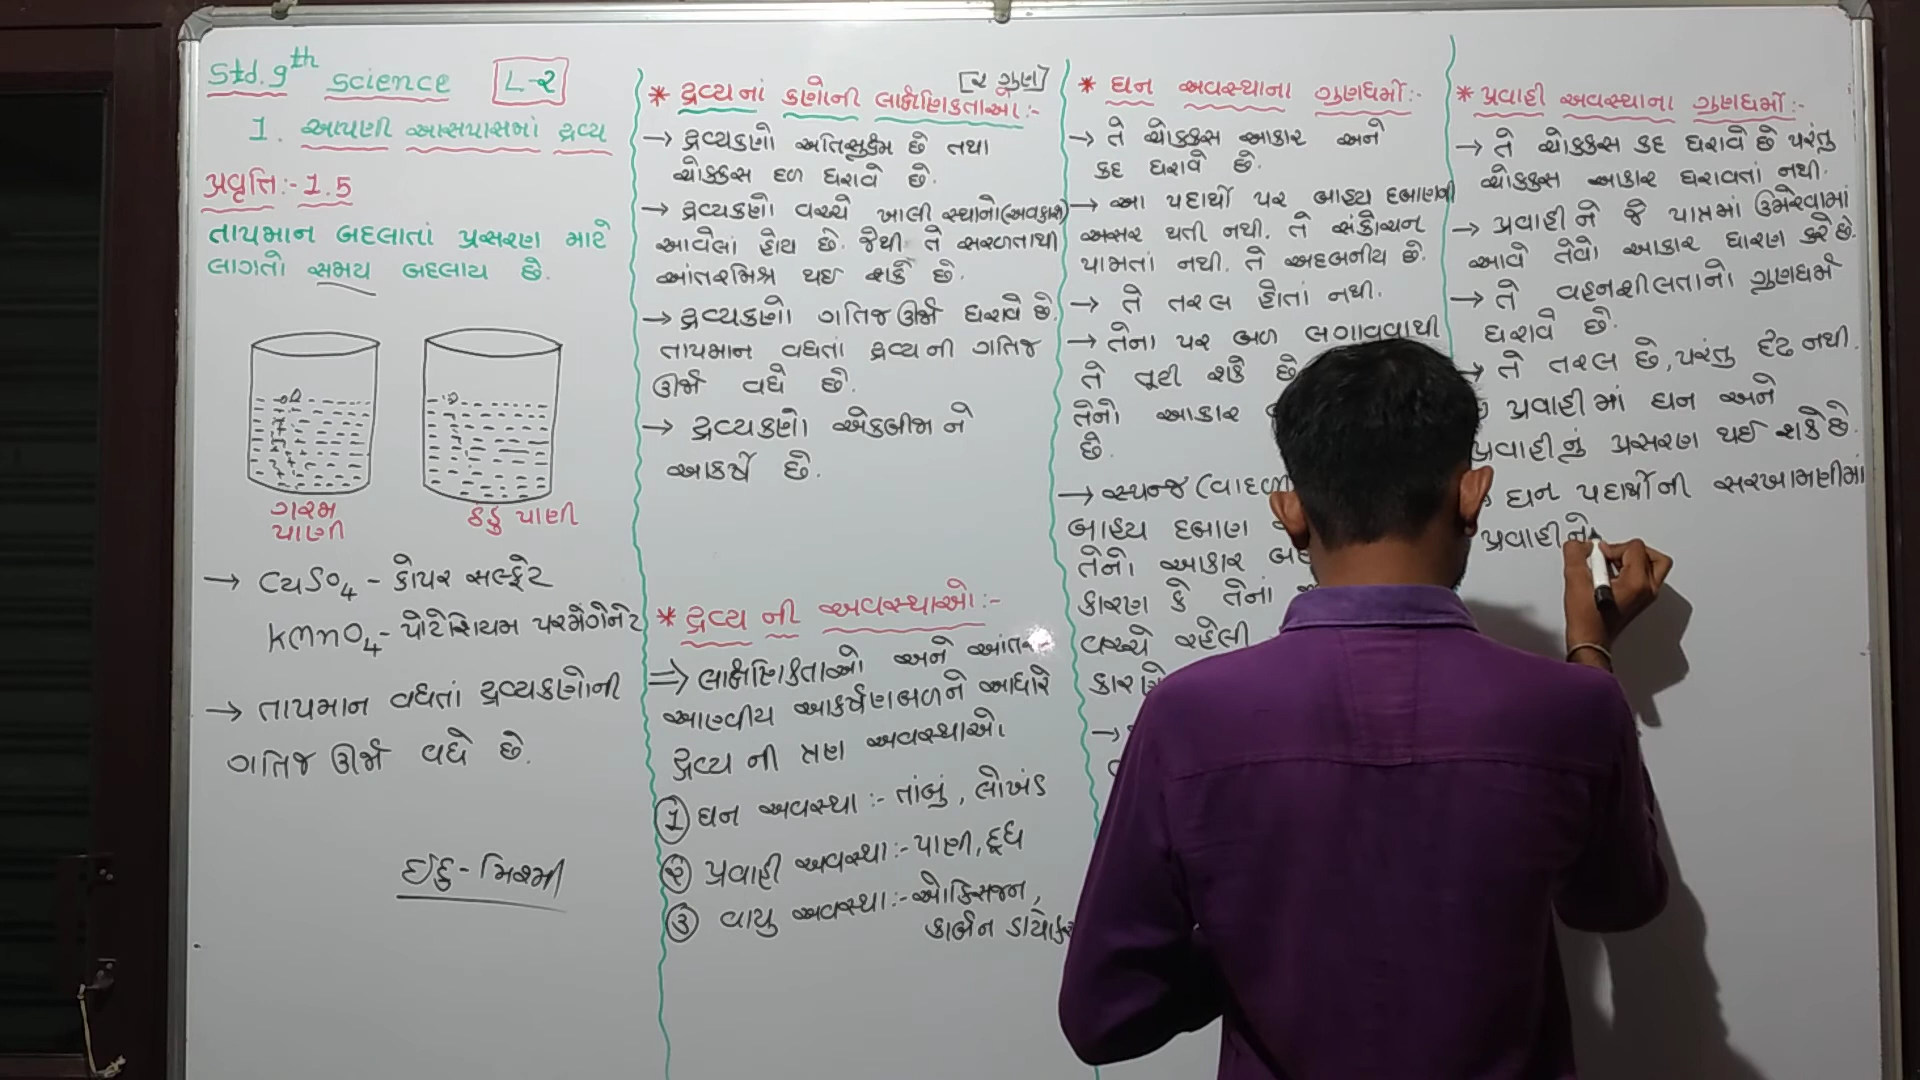 Std. 9th Science L-૨
1. આપણી આસપાસમાં દ્રવ્ય
પ્રવૃત્તિ:- 1.5
તાપમાન બદલાતાં પ્રસરણ માટે
લાગતો સમય બદલાય છે.
ગરમ
પાણી
ઠંડુ પાણી
→ CuSO4 - કોપર સલ્ફેટ
KMnO4 - પોટેશિયમ પરમેંગેનેટ
→ તાપમાન વધતાં દ્રવ્યકણોની
ગતિજ ઊર્જા વધે છે.
* દ્રવ્યનાં કણોની લાક્ષણિકતાઓ:- [૨ ગુણ]
→ દ્રવ્યકણો અતિસુક્ષ્મ છે તથા
ચોક્કસ દળ ધરાવે છે.
→ દ્રવ્યકણો વચ્ચે ખાલી સ્થાનો(અવકાશ)
આવેલાં હોય છે. જેથી તે સરળતાથી
આંતરમિશ્ર થઈ શકે છે.
→ દ્રવ્યકણો ગતિજ ઊર્જા ધરાવે છે.
તાપમાન વધતાં દ્રવ્યની ગતિજ
ઊર્જા વધે છે.
→ દ્રવ્યકણો એકબીજા ને
આકર્ષે છે.
* દ્રવ્ય ની અવસ્થાઓ:-
⇒ લાક્ષણિકતાઓ અને આંતર-
આણ્વીય આકર્ષણબળને આધારે
દ્રવ્ય ની ત્રણ અવસ્થાઓ
① ઘન અવસ્થા :- તાંબું, લોખંડ
② પ્રવાહી અવસ્થા:- પાણી, દૂધ
③ વાયુ અવસ્થા:- ઓક્સિજન,
કાર્બન
* ઘન અવસ્થાના ગુણધર્મો:-
→ તે ચોક્કસ આકાર અને
કદ ધરાવે છે.
→ આ પદાર્થો પર બાહ્ય દબાણની
અસર થતી નથી. તે સંકોચન
પામતાં નથી. તે અદબનીય છે.
→ તે તરલ હોતાં નથી.
→ તેના પર બળ લગાવવાથી
તે તૂટી શકે છે
તેનો આકાર
છે.
→ સ્પન્જ (વાદળી
બાહ્ય દબાણ
તેનો આકાર
કારણ કે તેનાં
વચ્ચે રહેલી
કારણે
* પ્રવાહી અવસ્થાના ગુણધર્મો:-
→ તે ચોક્કસ કદ ધરાવે છે પરંતુ
ચોક્કસ આકાર ધરાવતાં નથી.
→ પ્રવાહીને જે પાત્રમાં ઉમેરવામાં
આવે તેવો આકાર ધારણ કરે છે.
→ તે વહનશીલતાનો ગુણધર્મ
ધરાવે છે.
→ તે તરલ છે, પરંતુ દૃઢ નથી.
પ્રવાહીમાં ઘન અને
પ્રવાહીનું પ્રસરણ થઈ શકે છે.
ઘન પદાર્થોની સરખામણીમાં
પ્રવાહીને